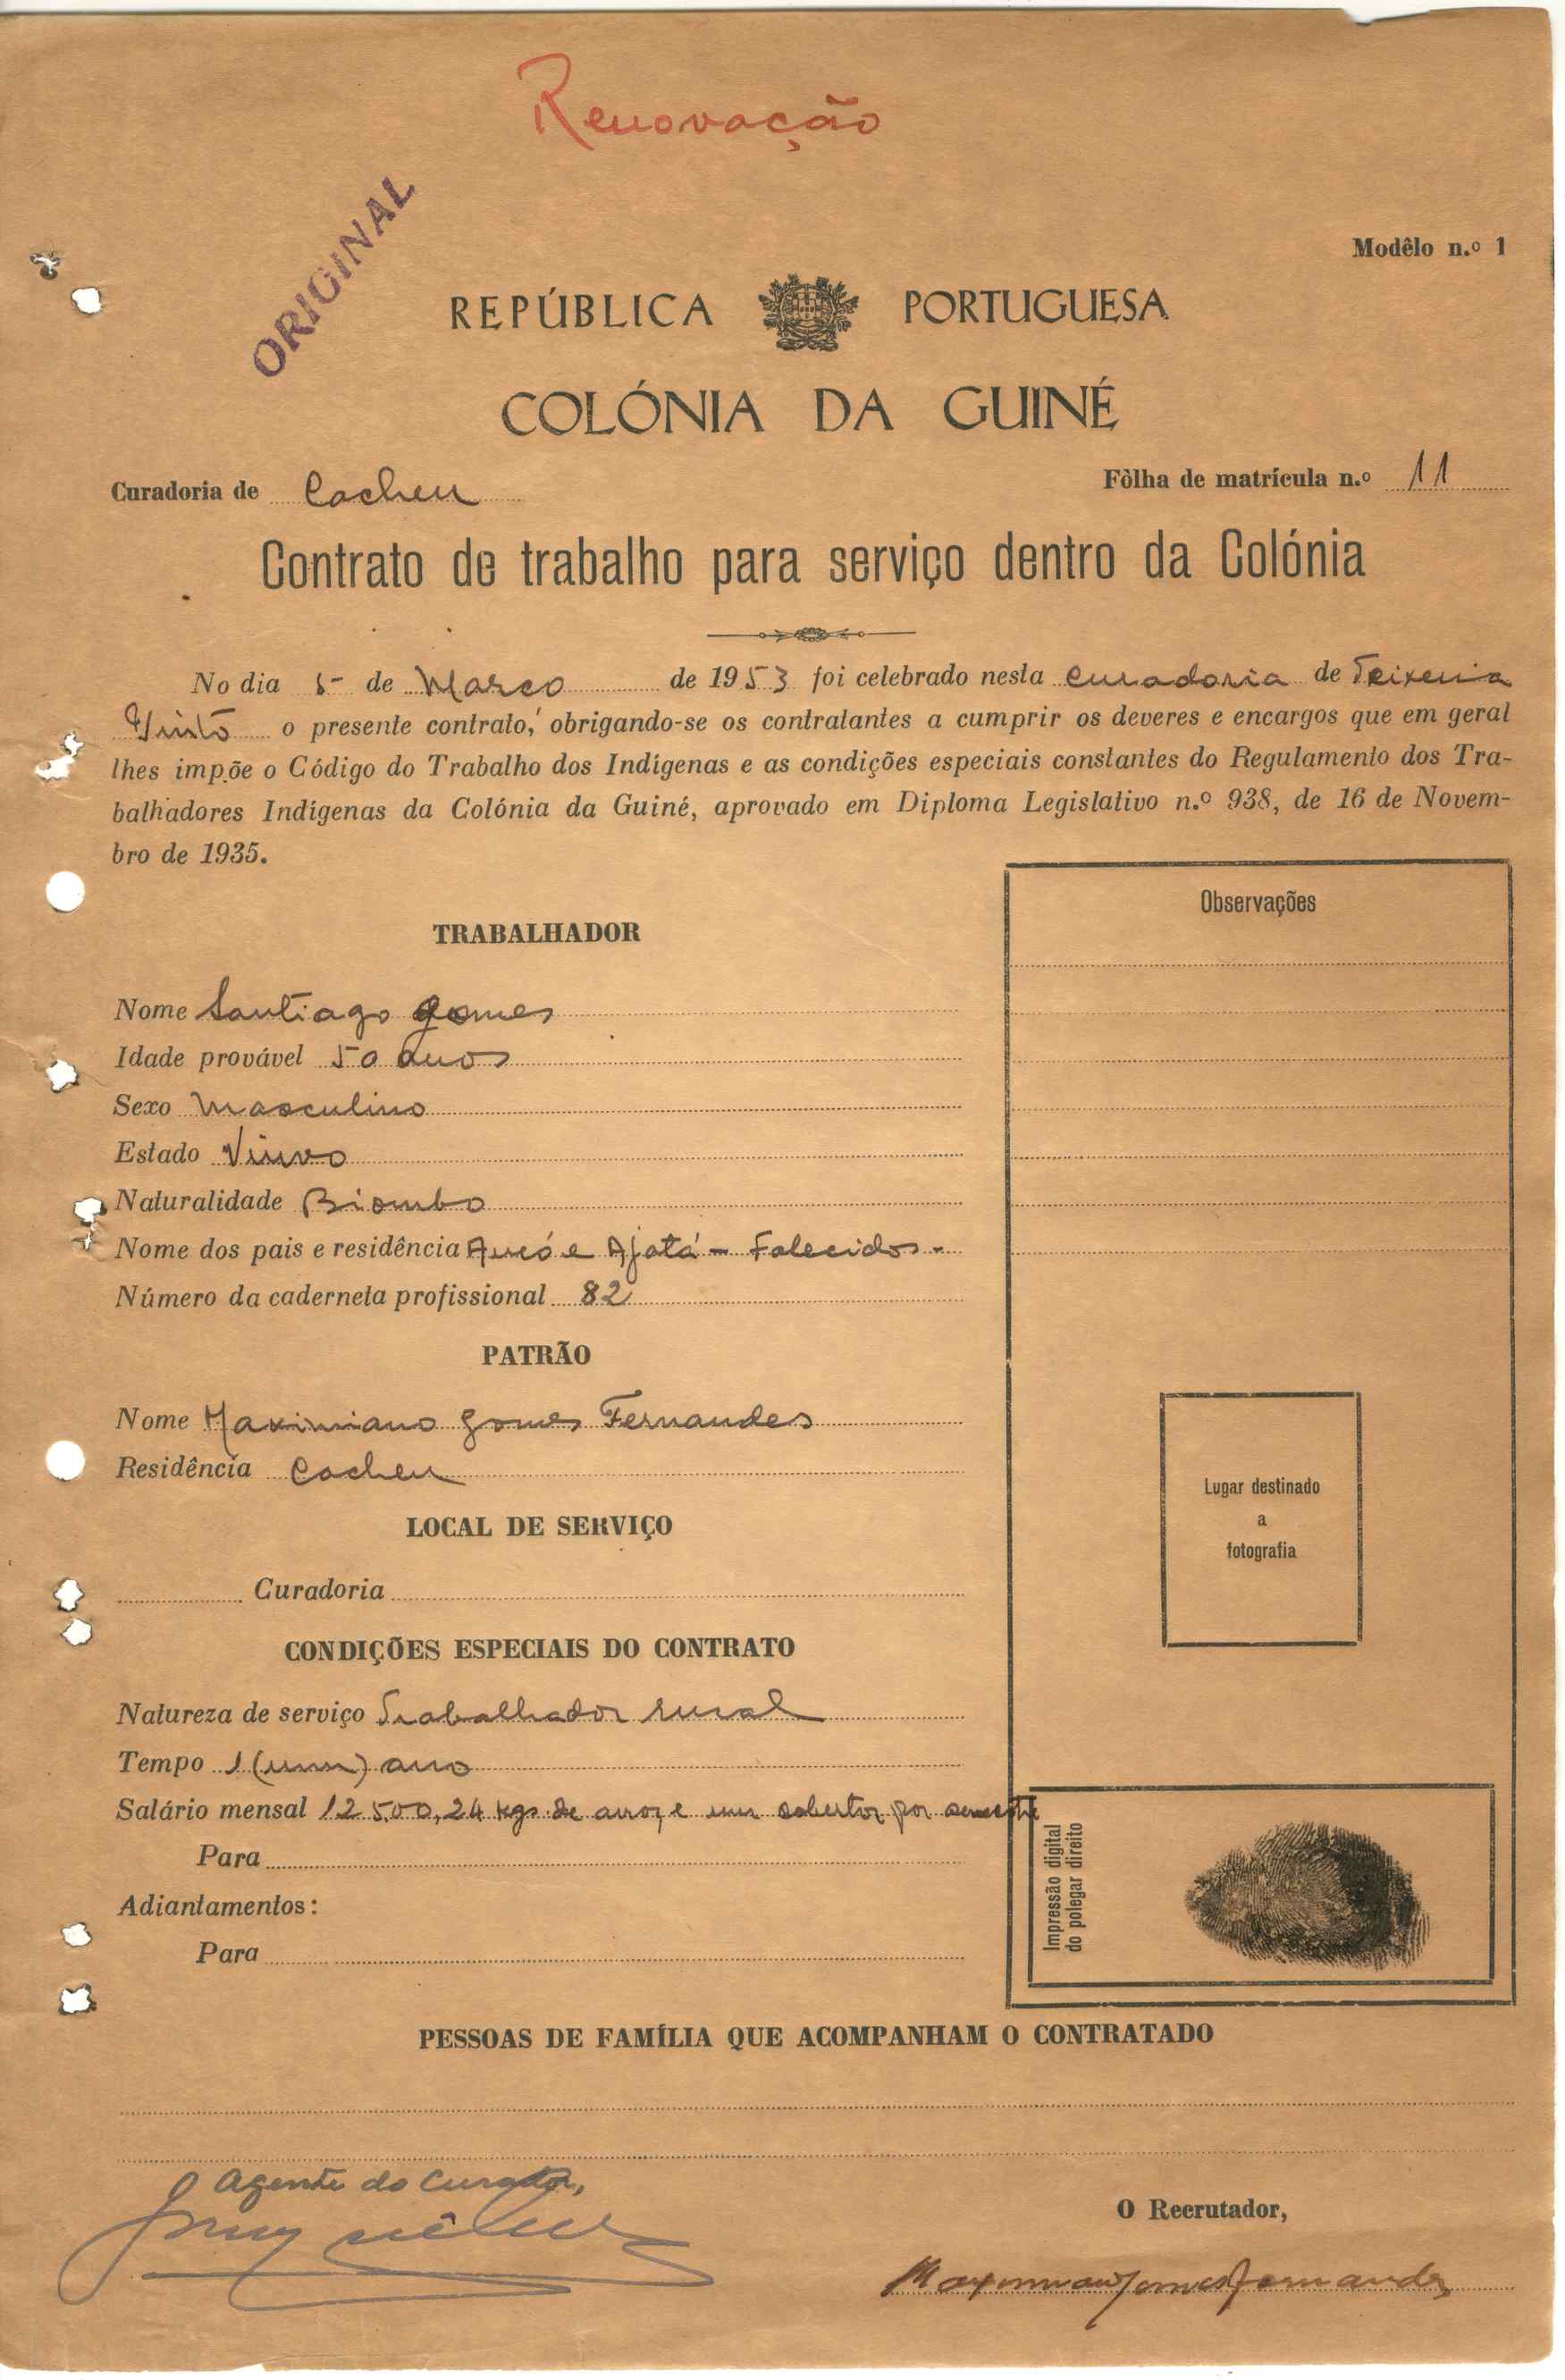 Renovação
ORIGINAL
Modêlo n.º 1
REPÚBLICA PORTUGUESA
COLÓNIA DA GUINÉ
Curadoria de Cacheu Fôlha de matrícula n.º 11
Contrato de trabalho para serviço dentro da Colónia
No dia 5 de Março de 1953 foi celebrado nesta Curadoria de Teixeira
Pinto o presente contrato, obrigando-se os contratantes a cumprir os deveres e encargos que em geral
lhes impõe o Código do Trabalho dos Indígenas e as condições especiais constantes do Regulamento dos Tra-
balhadores Indígenas da Colónia da Guiné, aprovado em Diploma Legislativo n.º 938, de 16 de Novem-
bro de 1935.
Observações
TRABALHADOR
Nome Santiago Gomes
Idade provável 50 anos
Sexo Masculino
Estado Viúvo
Naturalidade Biombo
Nome dos pais e residência e Ajatá - Falecidos -
Número da caderneta profissional 82
PATRÃO
Nome Maximiano Gomes Fernandes
Residência Cacheu
LOCAL DE SERVIÇO
Curadoria
Lugar destinado
a
fotografia
CONDIÇÕES ESPECIAIS DO CONTRATO
Natureza de serviço Trabalhador rural
Tempo 1 (um) ano
Salário mensal 125.00, 24 kgs. de arroz e um cobertor por semestre
Para
Adiantamentos:
Para
Impressão digital
do polegar direito
PESSOAS DE FAMÍLIA QUE ACOMPANHAM O CONTRATADO
O Agente do Curador,
O Recrutador,
Maximiano Gomes Fernandes